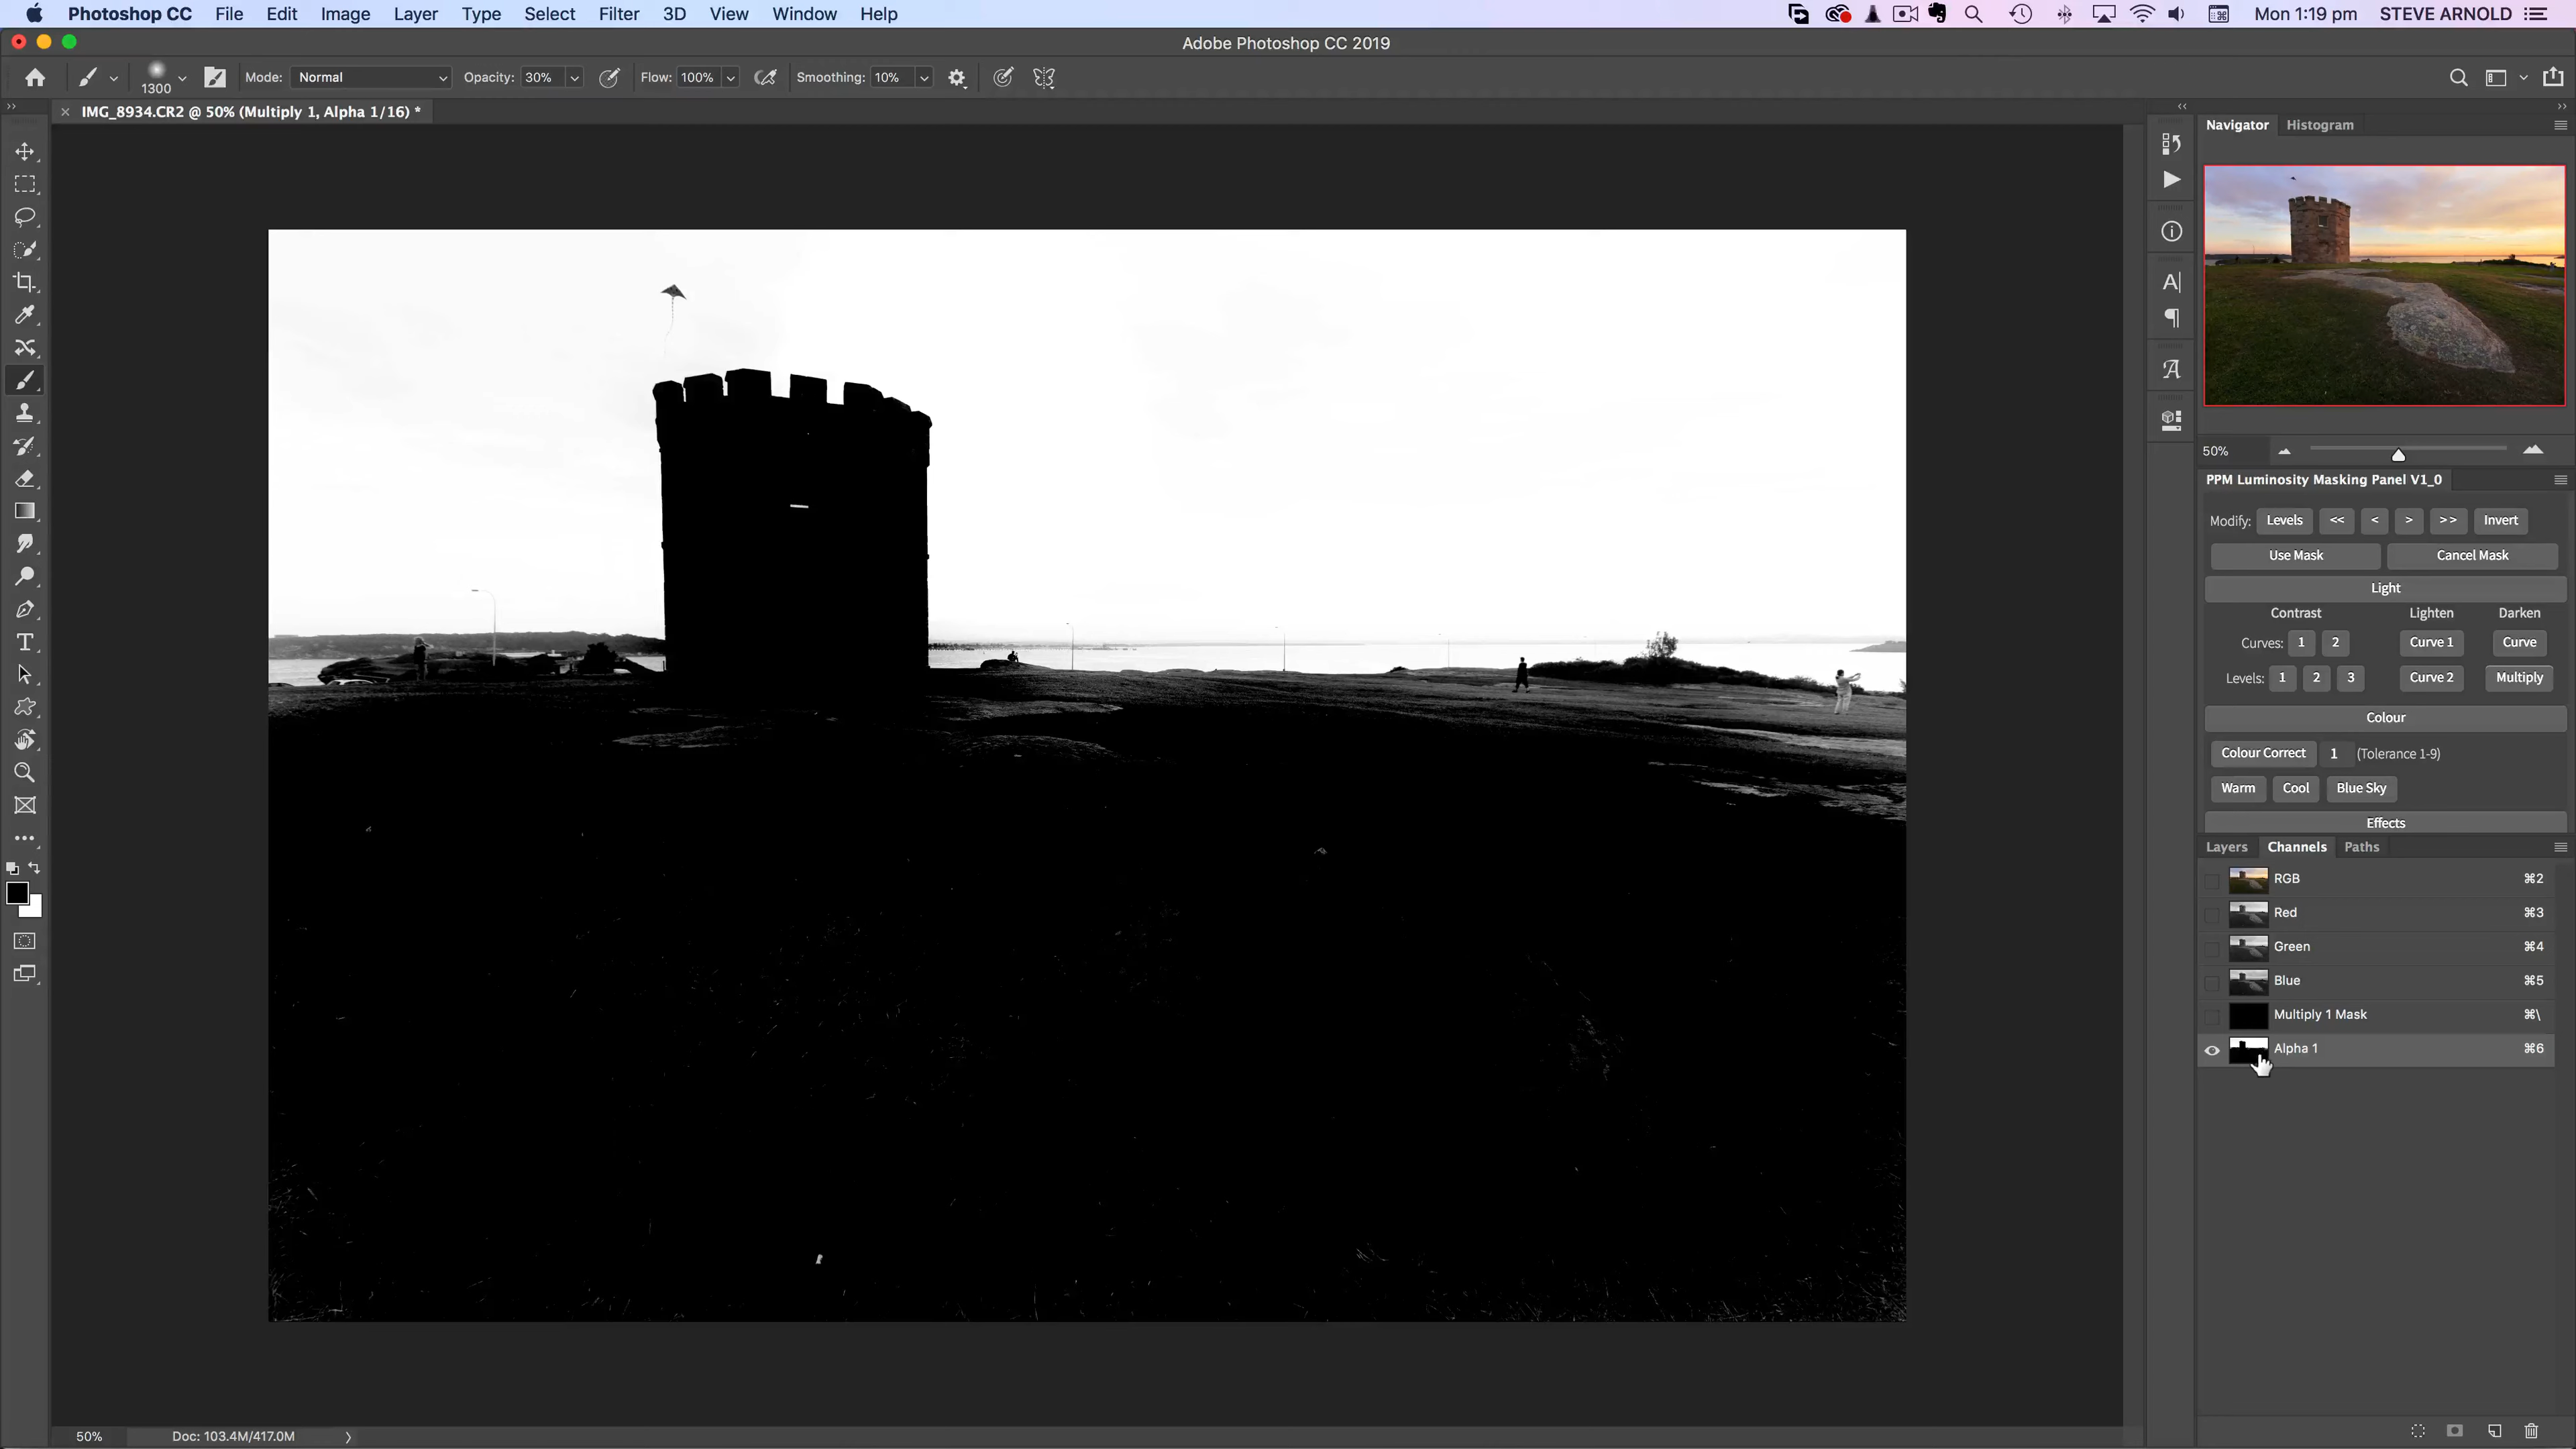 Photoshop CC File Edit Image Layer Type Select Filter 3D View Window Help Mon 1:19 pm STEVE ARNOLD
Adobe Photoshop CC 2019
1300 Mode: Normal Opacity: 30% Flow: 100% Smoothing: 10%
IMG_8934.CR2 @ 50% (Multiply 1, Alpha 1/16) *
Navigator Histogram
50%
PPM Luminosity Masking Panel V1_0
Modify: Levels << < > >> Invert
Use Mask Cancel Mask
Light
Contrast Lighten Darken
Curves: 1 2 Curve 1 Curve
Levels: 1 2 3 Curve 2 Multiply
Colour
Colour Correct 1 (Tolerance 1-9)
Warm Cool Blue Sky
Effects
Layers Channels Paths
RGB ⌘2
Red ⌘3
Green ⌘4
Blue ⌘5
Multiply 1 Mask ⌘\
Alpha 1 ⌘6
50% Doc: 103.4M/417.0M